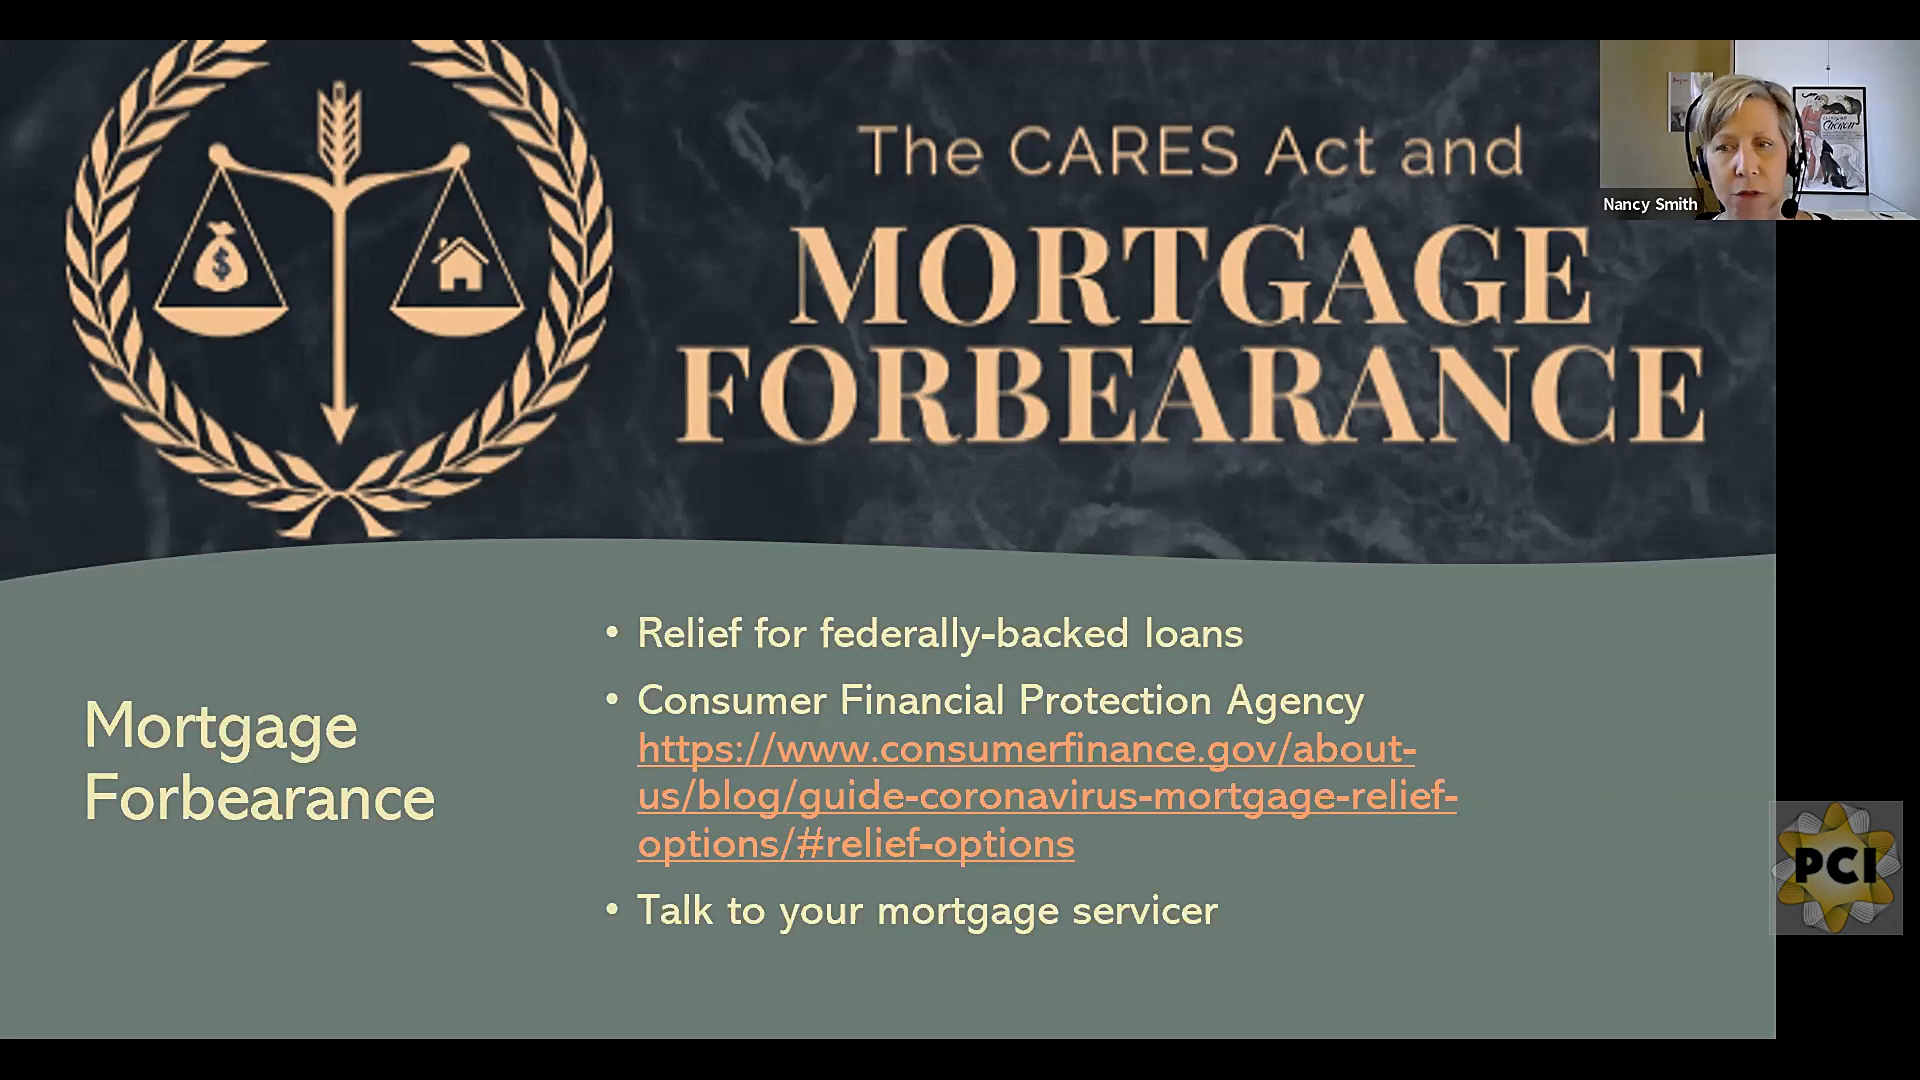 The CARES Act and
MORTGAGE
FORBEARANCE
Nancy Smith
Mortgage
Forbearance
• Relief for federally-backed loans
• Consumer Financial Protection Agency
https://www.consumerfinance.gov/about-
us/blog/guide-coronavirus-mortgage-relief-
options/#relief-options
• Talk to your mortgage servicer
PCI